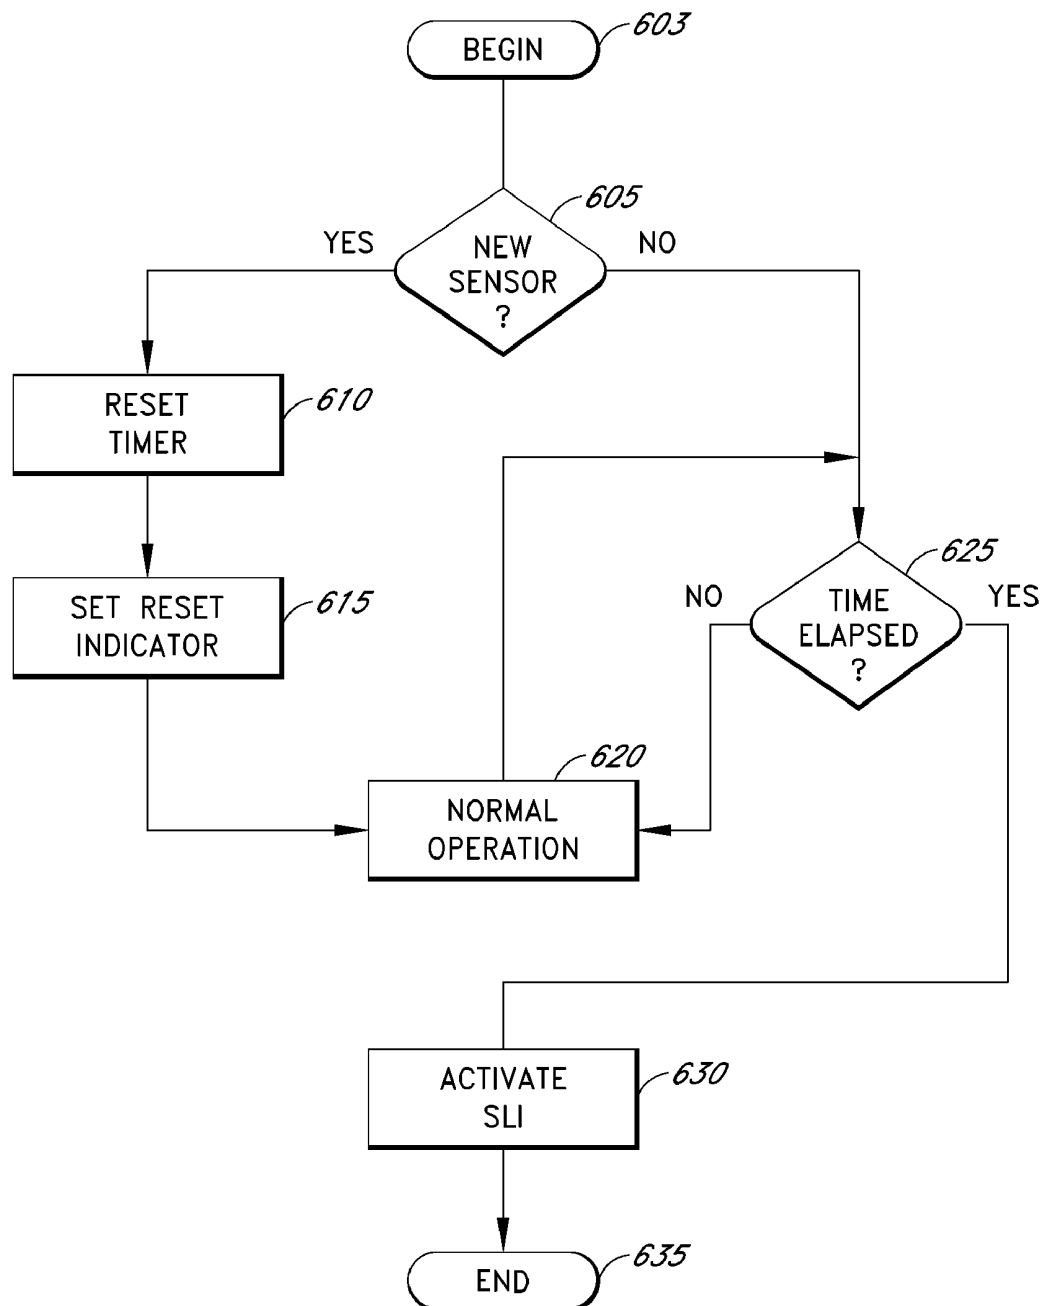 BEGIN
603
605
YES
NEW
SENSOR
?
NO
RESET
TIMER
610
SET RESET
INDICATOR
615
625
NO
TIME
ELAPSED
?
YES
620
NORMAL
OPERATION
ACTIVATE
SLI
630
END
635